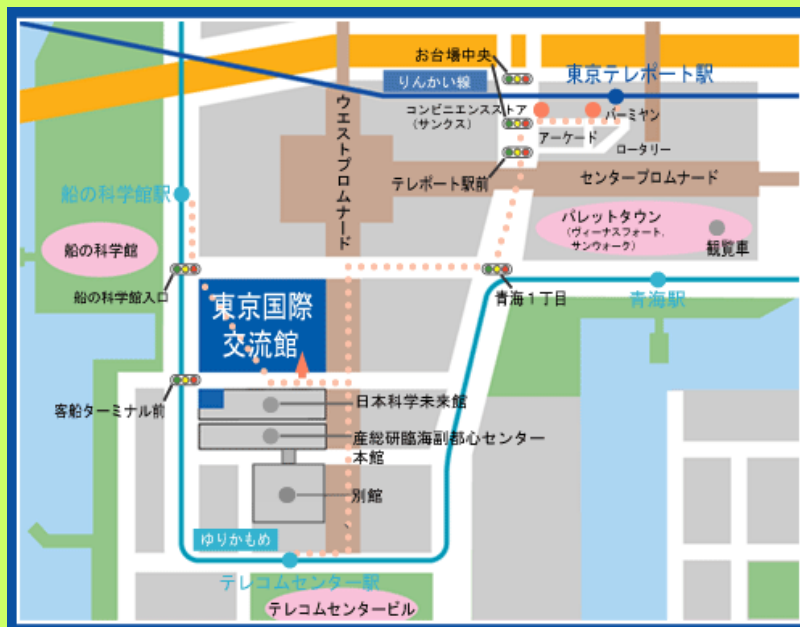 お台場中央
りんかい線
東京テレポート駅
コンビニエンスストア
(サンクス)
バーミヤン
アーケード
ロータリー
ウエストプロムナード
テレポート駅前
センタープロムナード
船の科学館駅
パレットタウン
(ヴィーナスフォート、
サンウォーク)
観覧車
船の科学館
船の科学館入口
青海1丁目
青海駅
東京国際
交流館
客船ターミナル前
日本科学未来館
産総研臨海副都心センター
本館
別館
ゆりかもめ
テレコムセンター駅
テレコムセンタービル